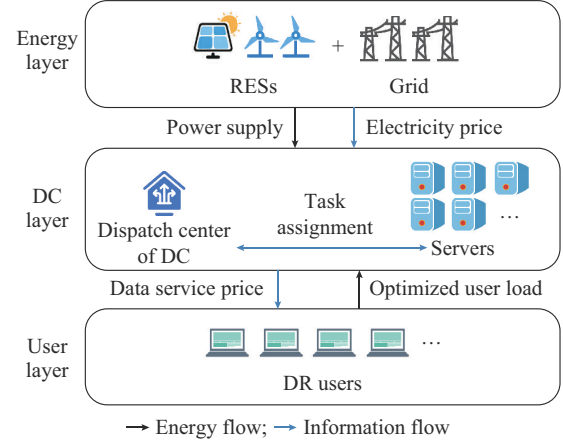 Energy
layer
+
RESs
Grid
Power supply
Electricity price
DC
layer
Task
assignment
...
Dispatch center
of DC
Servers
Data service price
Optimized user load
User
layer
...
DR users
Energy flow;
Information flow